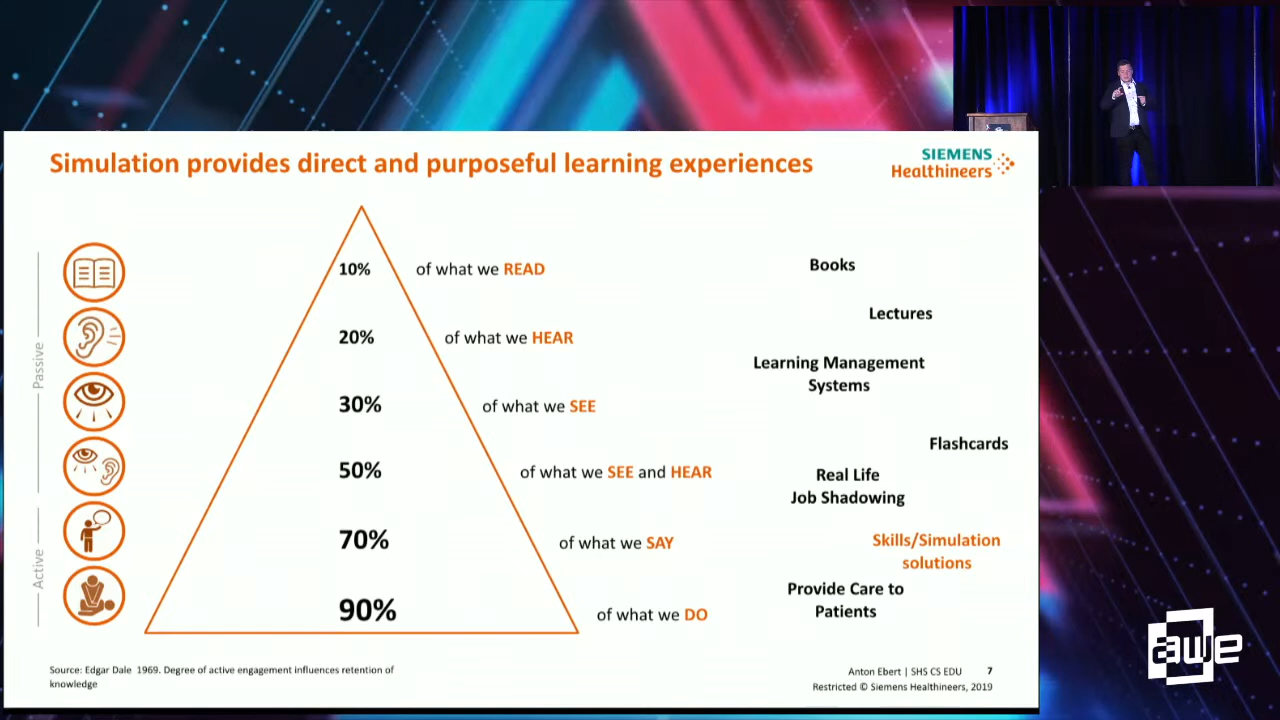 Simulation provides direct and purposeful learning experiences
SIEMENS
Healthineers
Passive
Active
10% of what we READ
20% of what we HEAR
30% of what we SEE
50% of what we SEE and HEAR
70% of what we SAY
90% of what we DO
Books
Lectures
Learning Management
Systems
Flashcards
Real Life
Job Shadowing
Skills/Simulation
solutions
Provide Care to
Patients
Source: Edgar Dale 1969. Degree of active engagement influences retention of
knowledge
Anton Ebert | SHS CS EDU 7
Restricted © Siemens Healthineers, 2019
awe